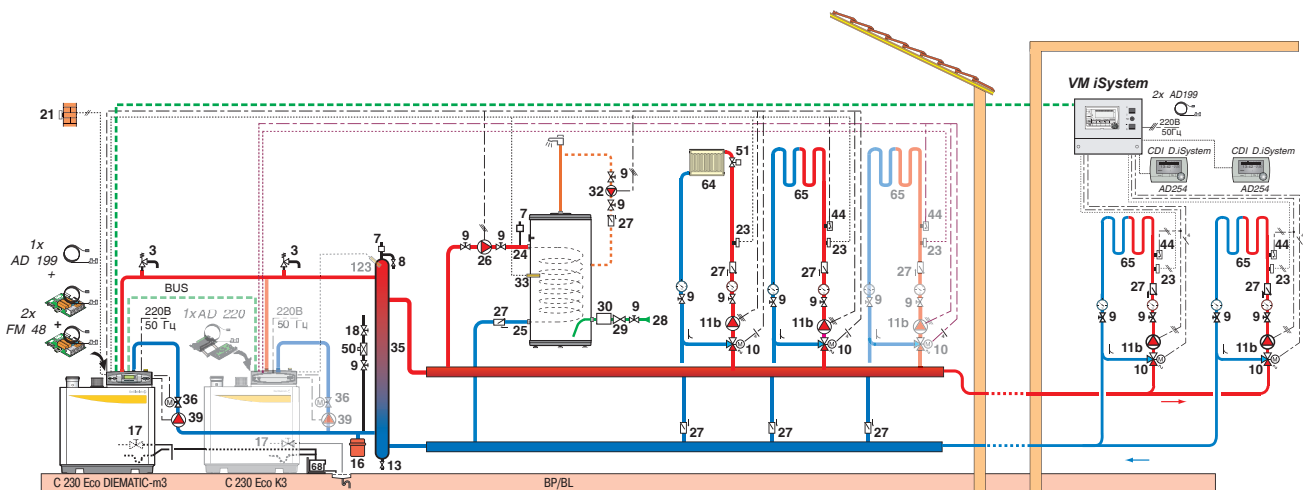 VM iSystem
2x AD199
220В
50Гц
CDI D.iSystem
CDI D.iSystem
AD254
AD254
21
51
9
32
9
27
64
65
65
7
9
9
24
26
44
44
23
23
23
33
3
3
7
8
123
27
27
27
44
44
65
65
23
23
27
27
1x
AD 199
+
BUS
2x
FM 48
+
220В
50 Гц
1x AD 220
220В
50 Гц
18
50
9
35
27
25
30
29
9
28
9
9
9
11b
11b
11b
10
10
10
9
9
11b
11b
10
10
M
M
M
M
M
M
M
36
36
39
39
17
17
16
13
68
27
27
27
C 230 Eco DIEMATIC-m3
C 230 Eco K3
BP/BL